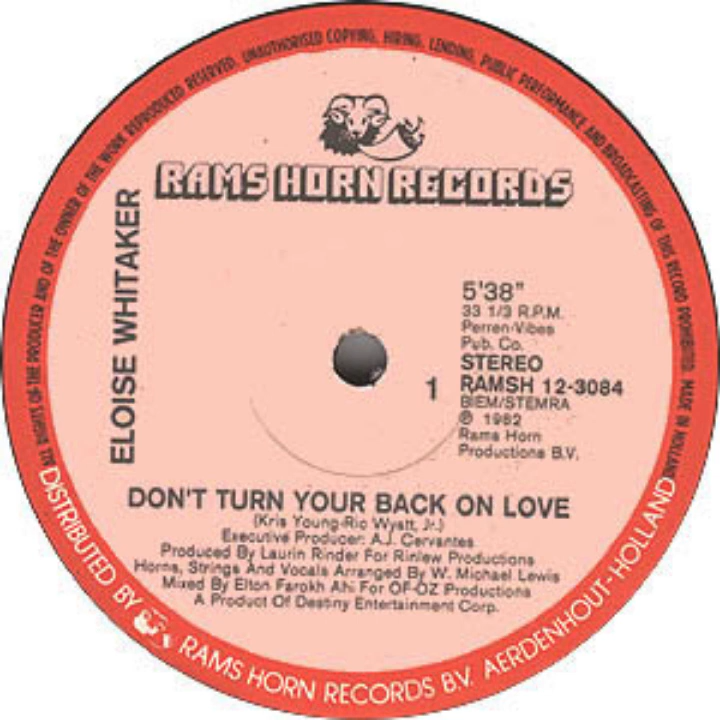 ALL RIGHTS OF THE PRODUCER AND OF THE OWNER OF THE WORK REPRODUCED RESERVED. UNAUTHORISED COPYING, HIRING, LENDING, PUBLIC PERFORMANCE AND BROADCASTING OF THIS RECORD PROHIBITED. MADE IN HOLLAND
RAMS HORN RECORDS
ELOISE WHITAKER
5'38"
33 1/3 R.P.M.
Perren-Vibes
Pub. Co.
STEREO
1
RAMSH 12-3084
BIEM/STEMRA
℗ 1982
Rams Horn
Productions B.V.
DON'T TURN YOUR BACK ON LOVE
(Kris Young-Ric Wyatt, Jr.)
Executive Producer: A.J. Cervantes
Produced By Laurin Rinder For Rinlew Productions
Horns, Strings And Vocals Arranged By W. Michael Lewis
Mixed By Elton Farokh Ahi For OF-OZ Productions
A Product Of Destiny Entertainment Corp.
DISTRIBUTED BY RAMS HORN RECORDS B.V. AERDENHOUT-HOLLAND